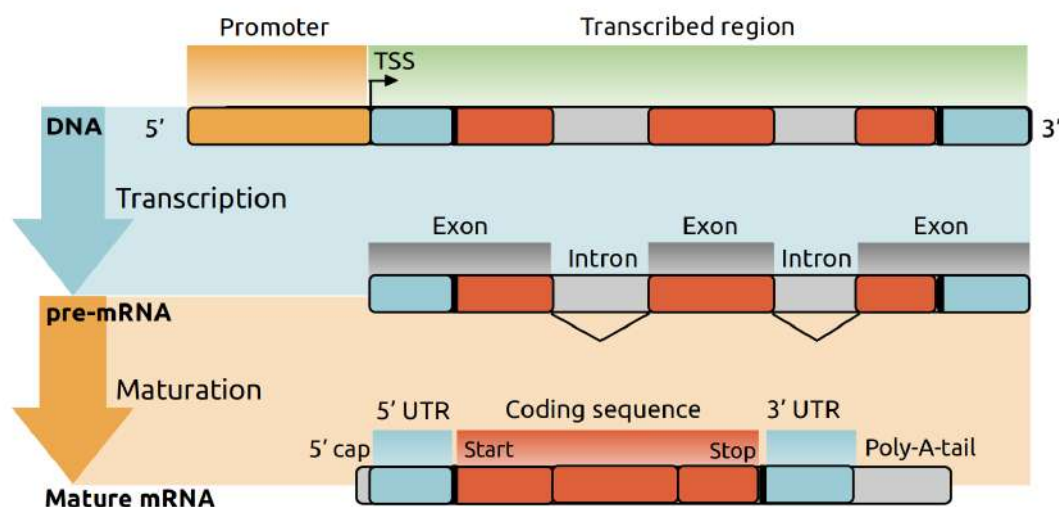 Promoter
Transcribed region
TSS
DNA
5’
3’
Transcription
Exon
Exon
Exon
Intron
Intron
pre-mRNA
Maturation
5’ UTR
Coding sequence
3’ UTR
5’ cap
Start
Stop
Poly-A-tail
Mature mRNA